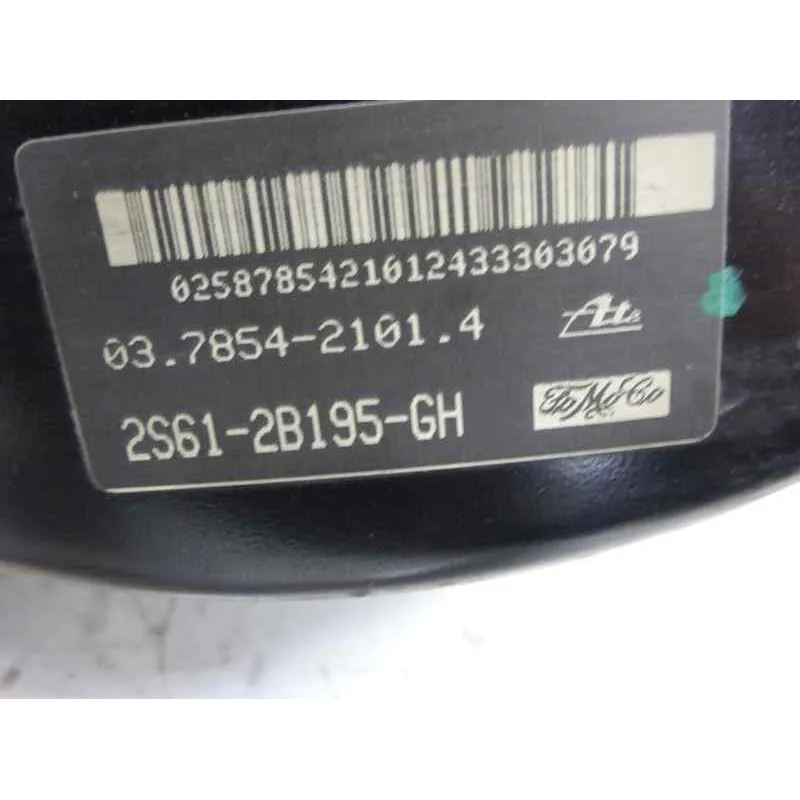 0258785421012433303079
03.7854-2101.4
Ate
2S61-2B195-GH
FoMoCo